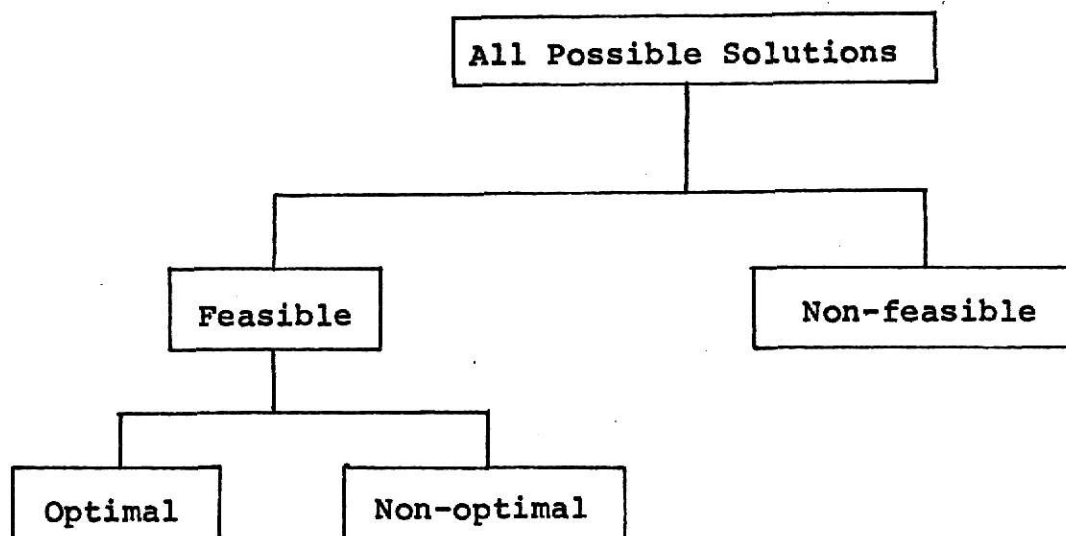 All Possible Solutions
Feasible
Non-feasible
Optimal
Non-optimal